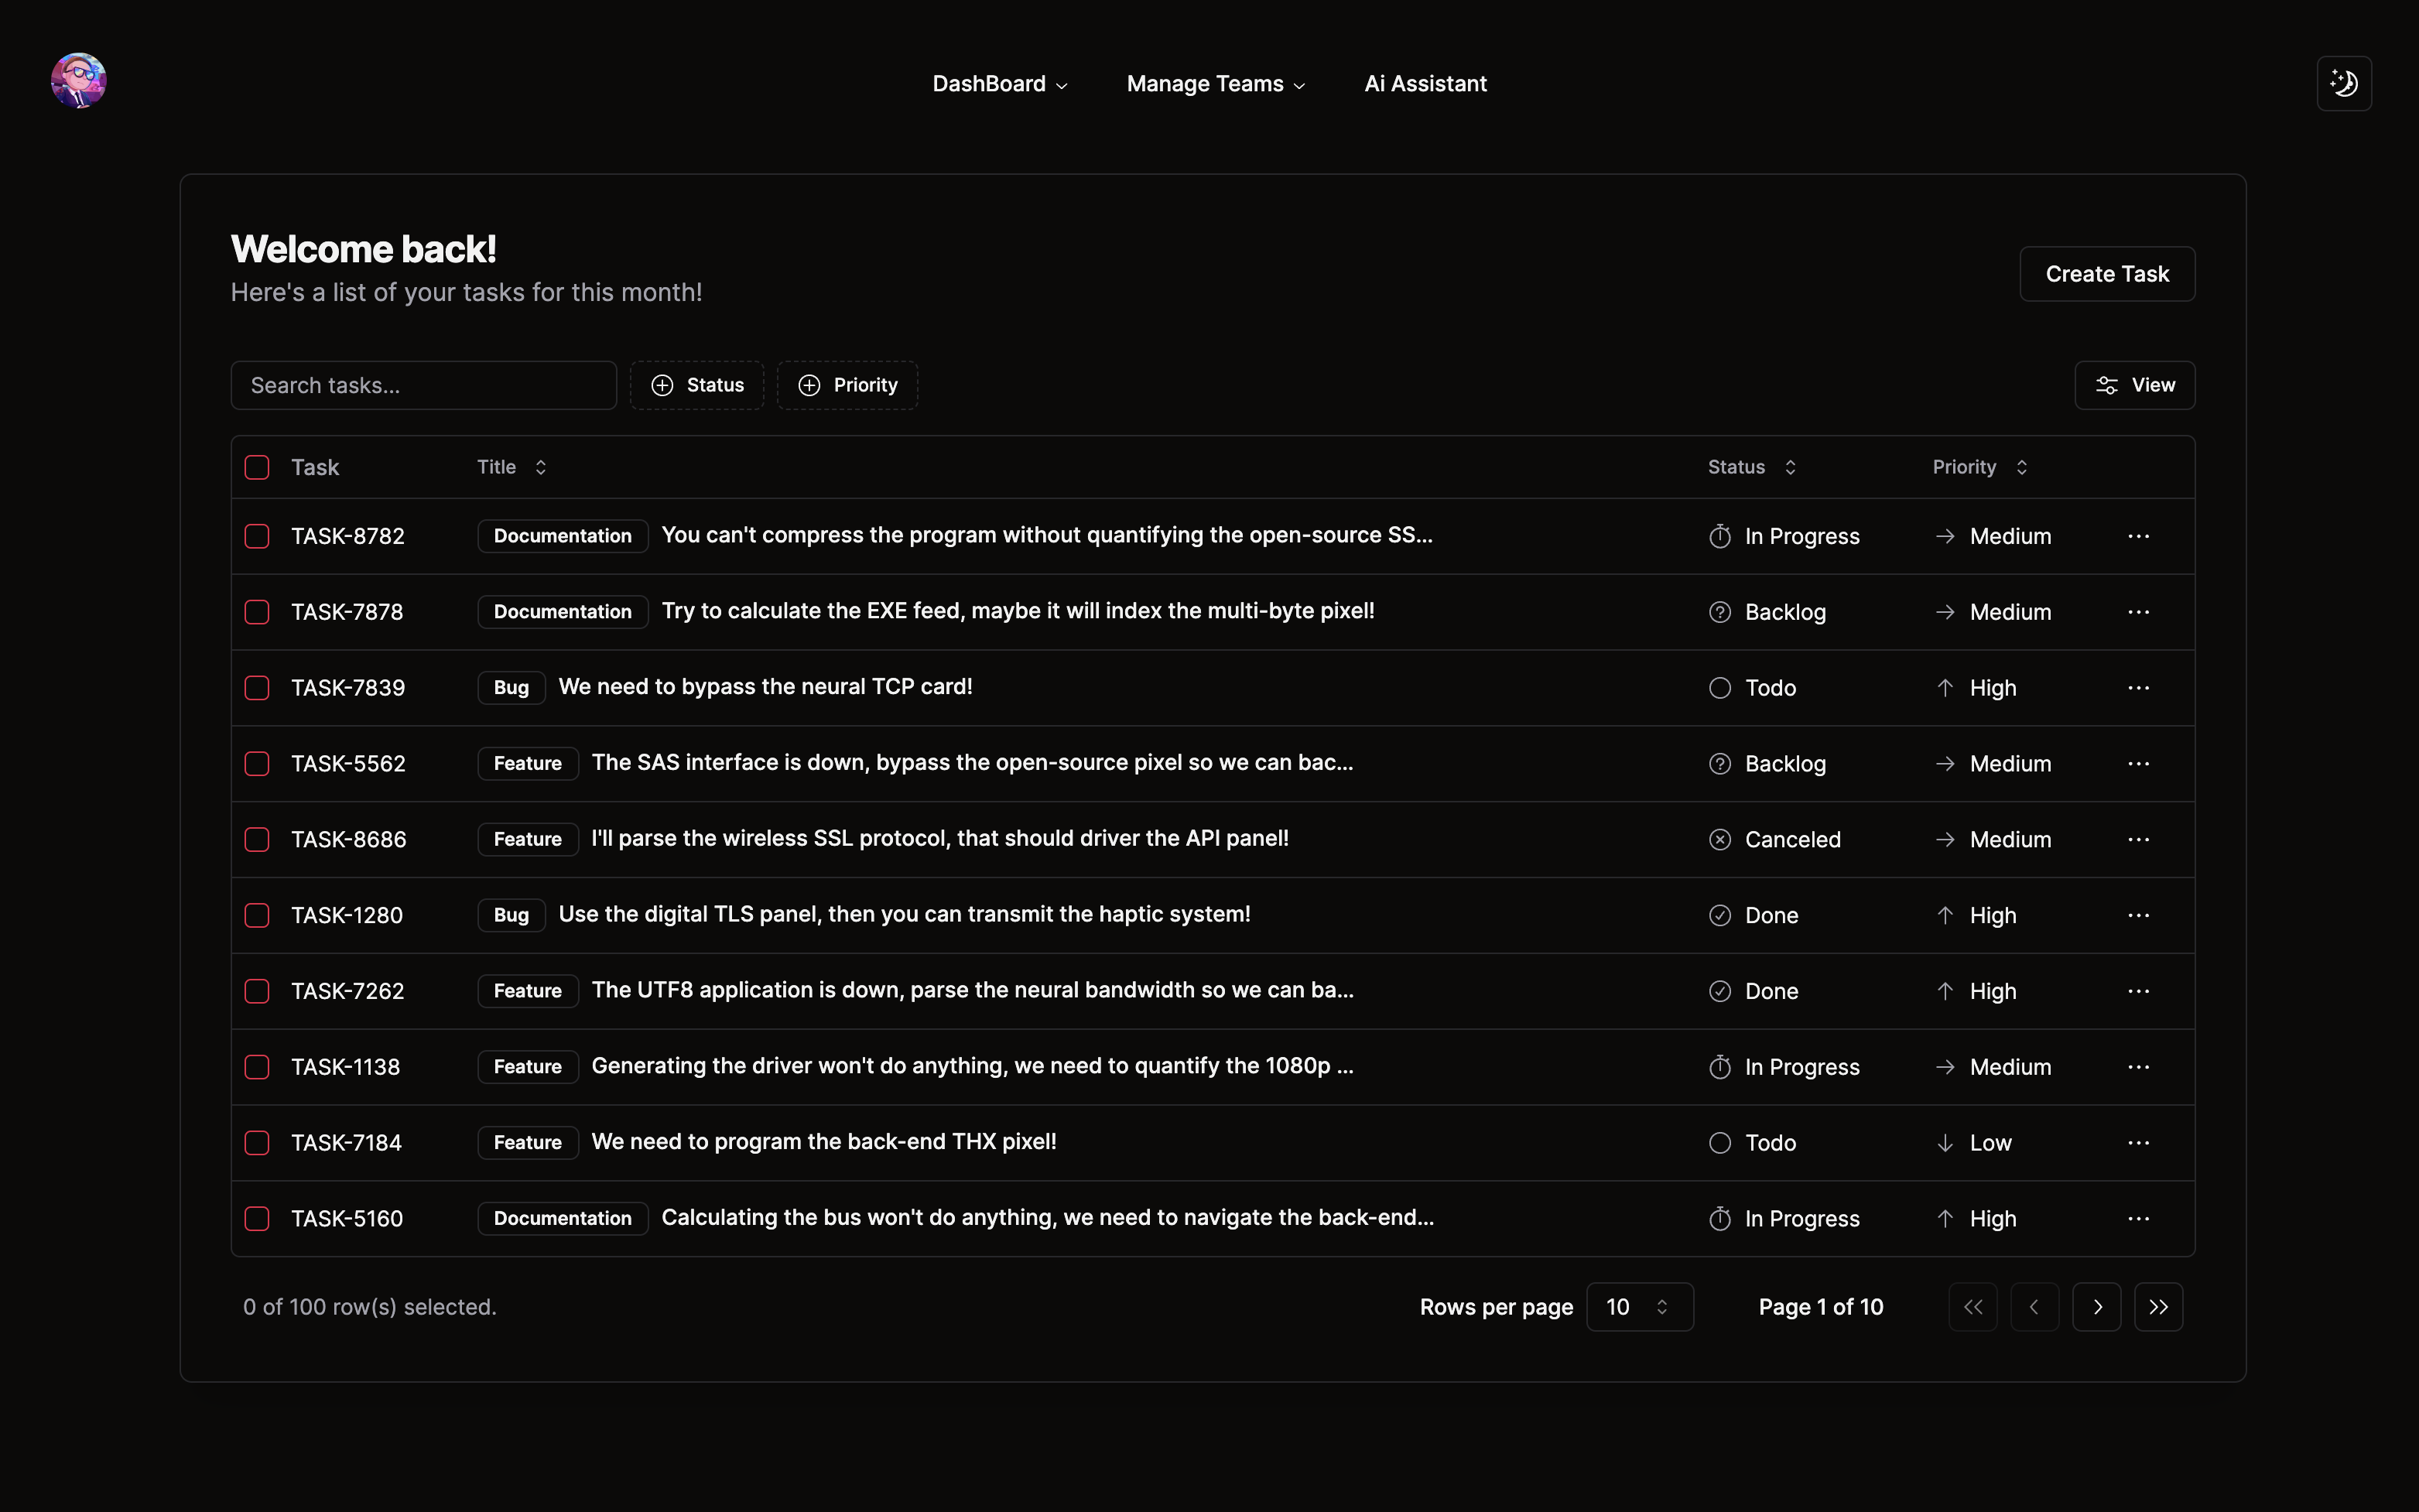 DashBoard Manage Teams Ai Assistant
Welcome back!
Here's a list of your tasks for this month!
Create Task
Search tasks... Status Priority View
Task Title Status Priority
TASK-8782 Documentation You can't compress the program without quantifying the open-source SS... In Progress Medium
TASK-7878 Documentation Try to calculate the EXE feed, maybe it will index the multi-byte pixel! Backlog Medium
TASK-7839 Bug We need to bypass the neural TCP card! Todo High
TASK-5562 Feature The SAS interface is down, bypass the open-source pixel so we can bac... Backlog Medium
TASK-8686 Feature I'll parse the wireless SSL protocol, that should driver the API panel! Canceled Medium
TASK-1280 Bug Use the digital TLS panel, then you can transmit the haptic system! Done High
TASK-7262 Feature The UTF8 application is down, parse the neural bandwidth so we can ba... Done High
TASK-1138 Feature Generating the driver won't do anything, we need to quantify the 1080p ... In Progress Medium
TASK-7184 Feature We need to program the back-end THX pixel! Todo Low
TASK-5160 Documentation Calculating the bus won't do anything, we need to navigate the back-end... In Progress High
0 of 100 row(s) selected. Rows per page 10 Page 1 of 10